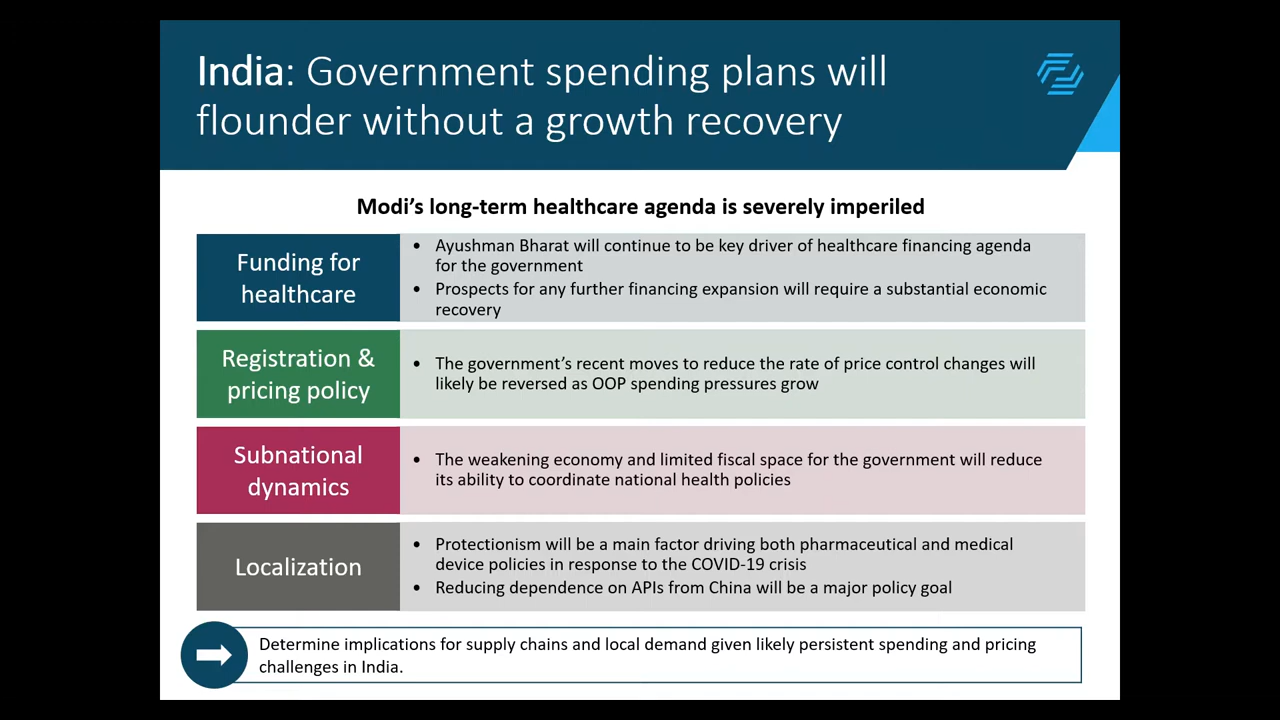 India: Government spending plans will
flounder without a growth recovery
Modi’s long-term healthcare agenda is severely imperiled
Funding for
healthcare
• Ayushman Bharat will continue to be key driver of healthcare financing agenda
for the government
• Prospects for any further financing expansion will require a substantial economic
recovery
Registration &
pricing policy
• The government’s recent moves to reduce the rate of price control changes will
likely be reversed as OOP spending pressures grow
Subnational
dynamics
• The weakening economy and limited fiscal space for the government will reduce
its ability to coordinate national health policies
Localization
• Protectionism will be a main factor driving both pharmaceutical and medical
device policies in response to the COVID-19 crisis
• Reducing dependence on APIs from China will be a major policy goal
Determine implications for supply chains and local demand given likely persistent spending and pricing
challenges in India.